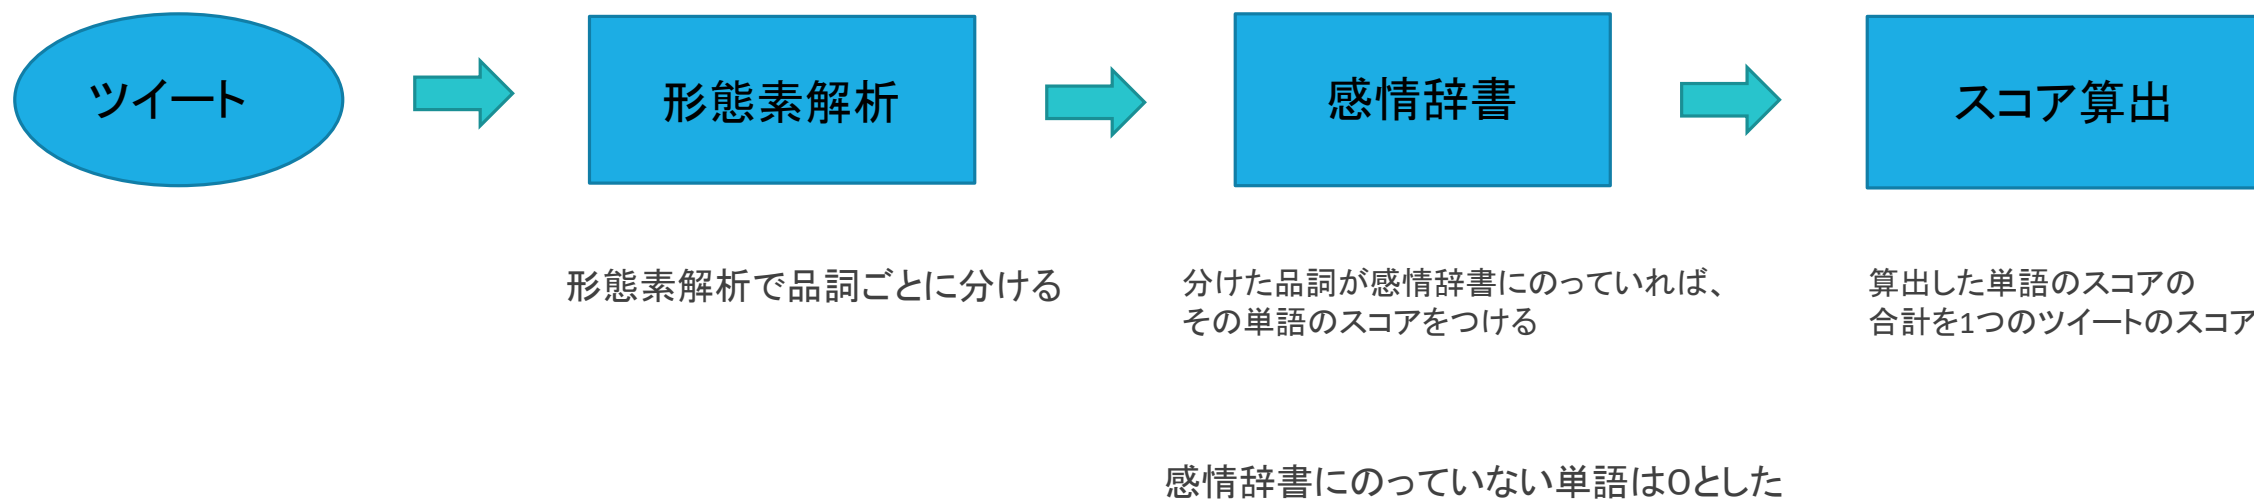 ツイート
形態素解析
感情辞書
スコア算出
形態素解析で品詞ごとに分ける
分けた品詞が感情辞書にのっていれば、
その単語のスコアをつける
算出した単語のスコアの
合計を1つのツイートのスコア
感情辞書にのっていない単語は0とした